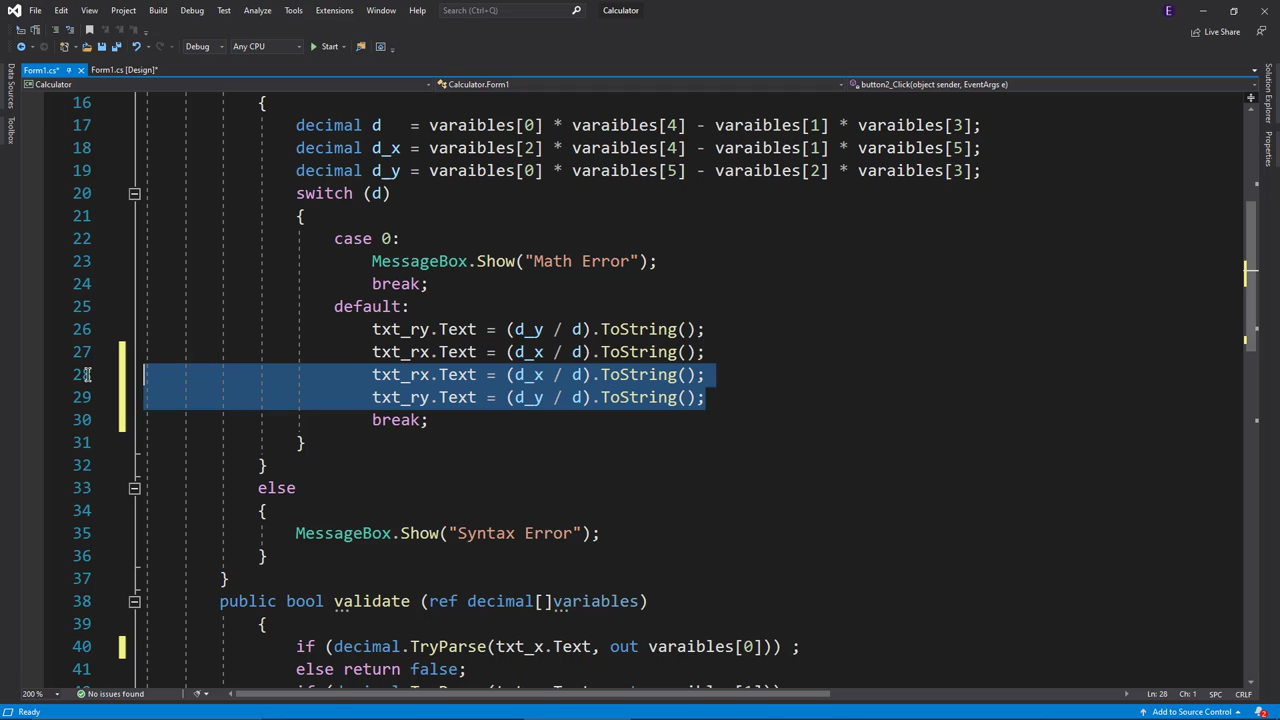 File Edit View Project Build Debug Test Analyze Tools Extensions Window Help Search (Ctrl+Q) Calculator E
Live Share
Debug Any CPU Start
Form1.cs* Form1.cs [Design]*
Calculator Calculator.Form1 button2_Click(object sender, EventArgs e)
Data Sources
Toolbox
Solution Explorer
Properties
16 {
17 decimal d = varaibles[0] * varaibles[4] - varaibles[1] * varaibles[3];
18 decimal d_x = varaibles[2] * varaibles[4] - varaibles[1] * varaibles[5];
19 decimal d_y = varaibles[0] * varaibles[5] - varaibles[2] * varaibles[3];
20 switch (d)
21 {
22 case 0:
23 MessageBox.Show("Math Error");
24 break;
25 default:
26 txt_ry.Text = (d_y / d).ToString();
27 txt_rx.Text = (d_x / d).ToString();
28 txt_rx.Text = (d_x / d).ToString();
29 txt_ry.Text = (d_y / d).ToString();
30 break;
31 }
32 }
33 else
34 {
35 MessageBox.Show("Syntax Error");
36 }
37 }
38 public bool validate (ref decimal[]variables)
39 {
40 if (decimal.TryParse(txt_x.Text, out varaibles[0])) ;
41 else return false;
200 % No issues found Ln: 28 Ch: 1 SPC CRLF
Ready Add to Source Control 2